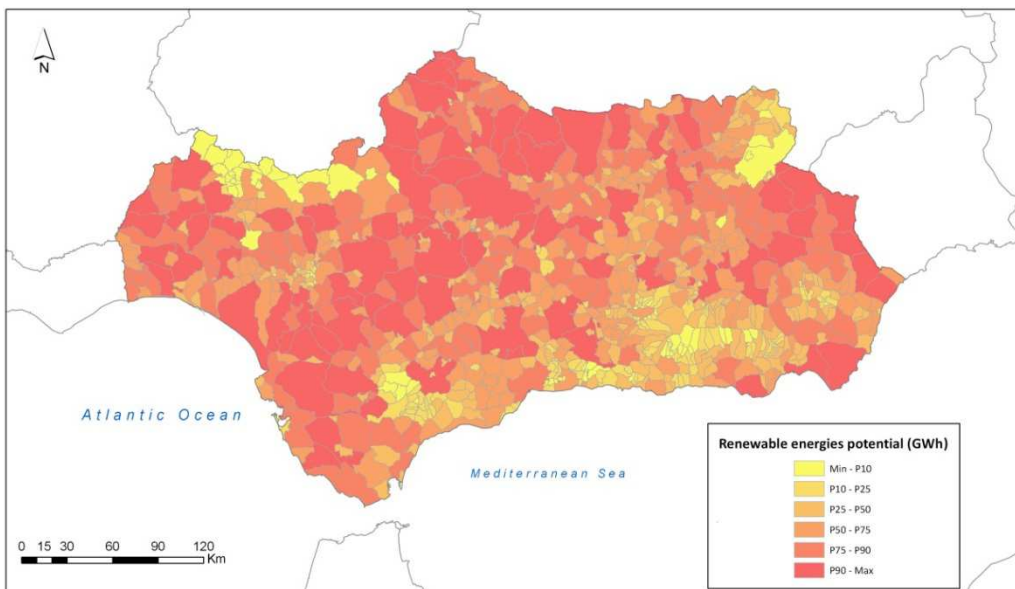 N
Atlantic Ocean
Mediterranean Sea
Renewable energies potential (GWh)
Min - P10
P10 - P25
P25 - P50
P50 - P75
P75 - P90
P90 - Max
0 15 30 60 90 120
Km